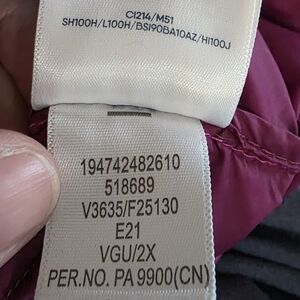 CI214/M51
SH100H/L100H/BSI90BA10AZ/HI100J
194742482610
518689
V3635/F25130
E21
VGU/2X
PER.NO. PA 9900(CN)